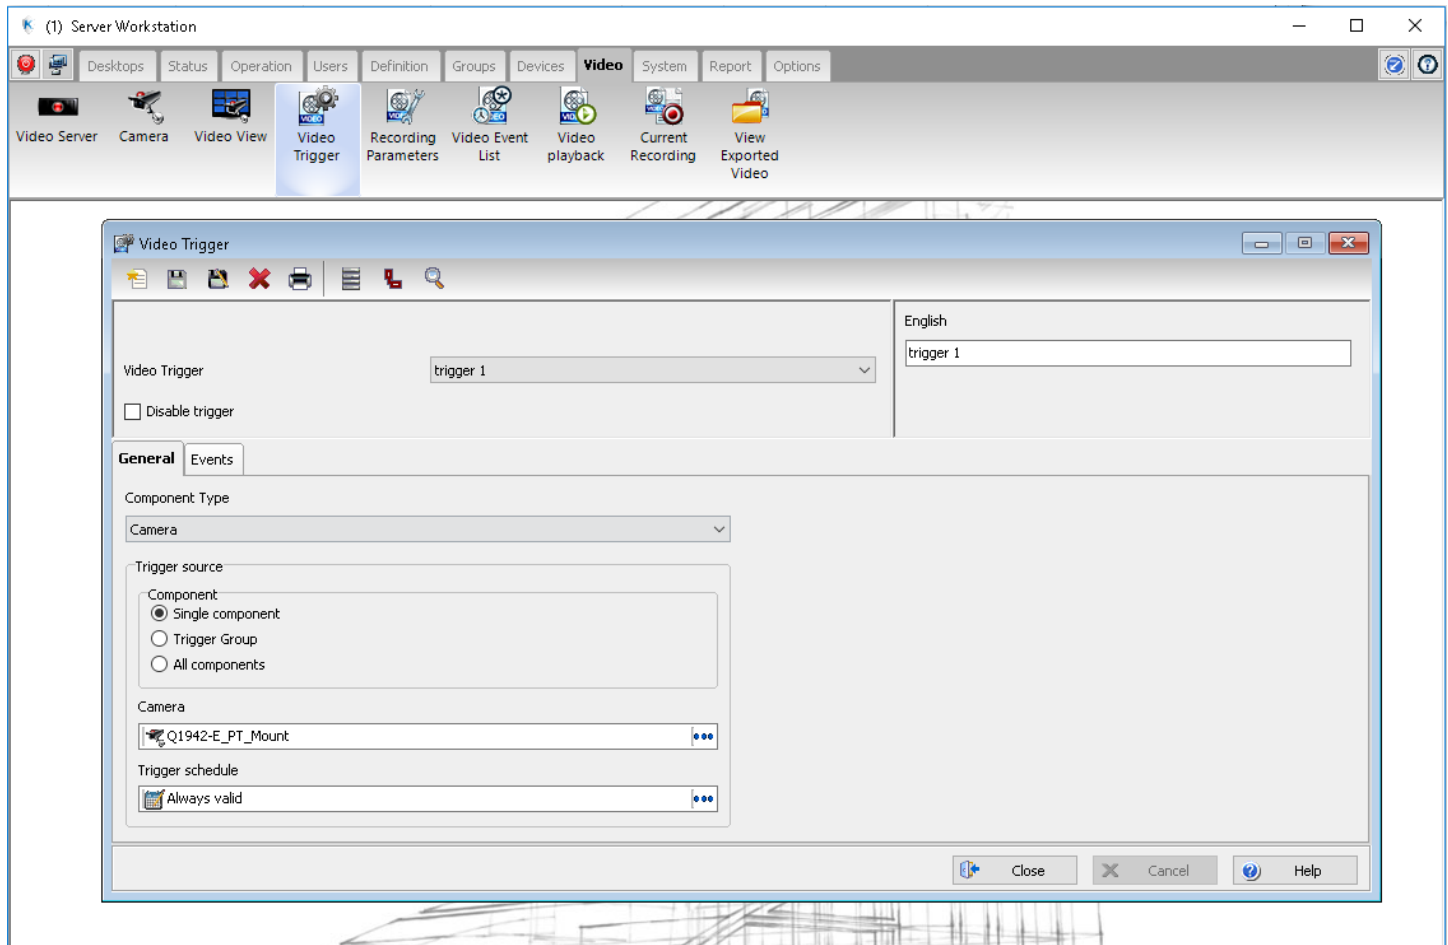 (1) Server Workstation
Desktops Status Operation Users Definition Groups Devices Video System Report Options
Video Server Camera Video View Video Trigger Recording Parameters Video Event List Video playback Current Recording View Exported Video
Video Trigger
English
trigger 1
Video Trigger trigger 1
Disable trigger
General Events
Component Type
Camera
Trigger source
Component
Single component
Trigger Group
All components
Camera
Q1942-E_PT_Mount
Trigger schedule
Always valid
Close Cancel Help